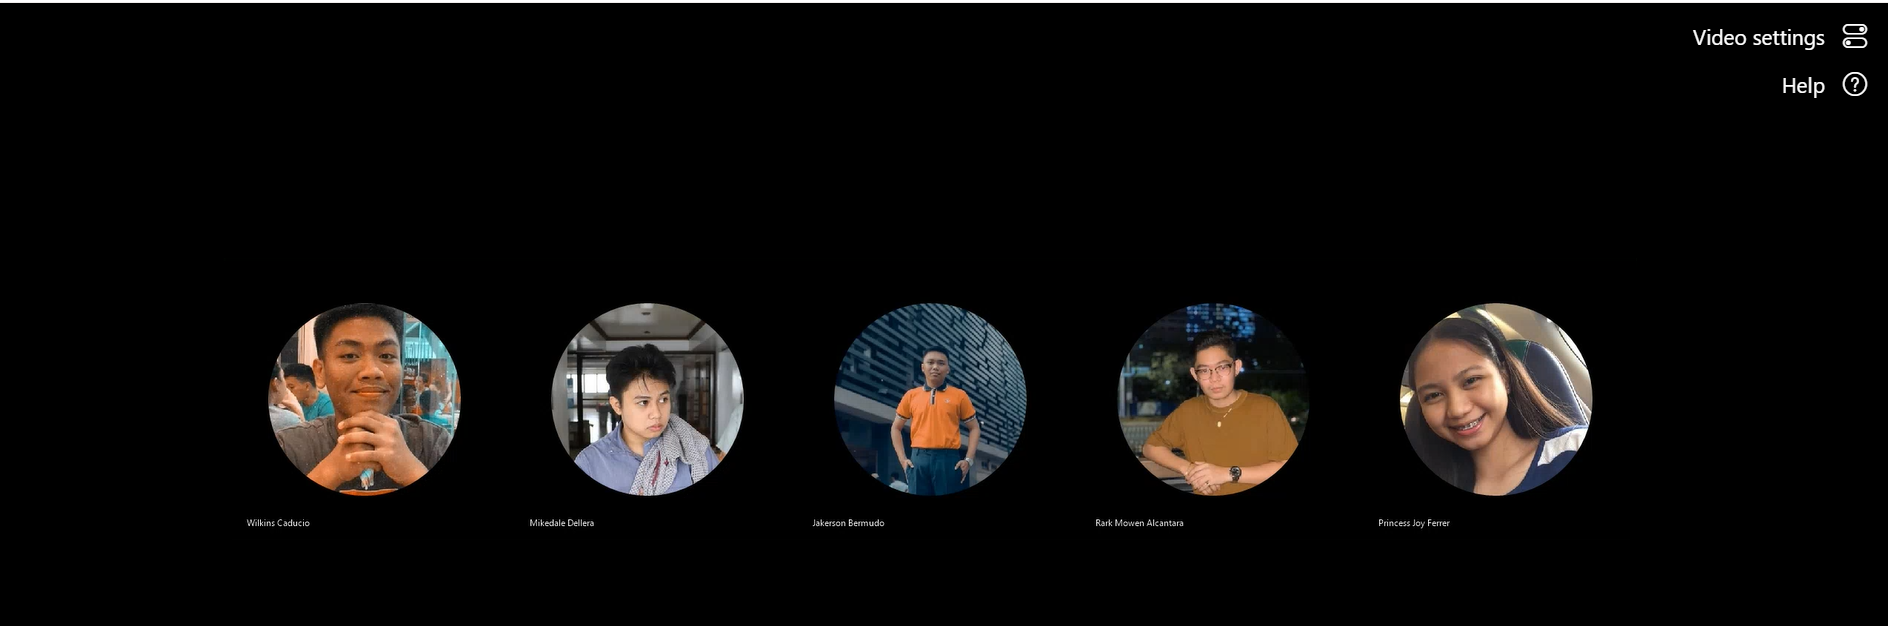 Video settings
Help
Wilkins Caducio
Mikedale Dellera
Jakerson Bermudo
Rark Mowen Alcantara
Princess Joy Ferrer